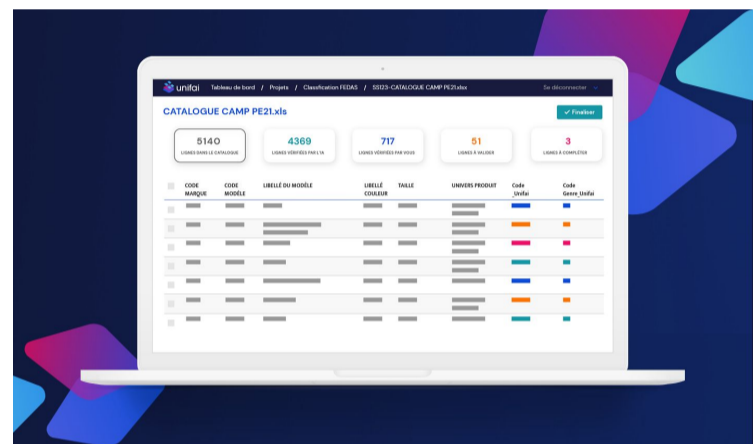 unifai Tableau de bord / Projets / Classification FEDAS / SS123-CATALOGUE CAMP PE21.xlsx Se déconnecter
CATALOGUE CAMP PE21.xls
✓ Finaliser
5140 4369 717 51 3
LIGNES DANS LE CATALOGUE LIGNES VÉRIFIÉES PAR L'IA LIGNES VÉRIFIÉES PAR VOUS LIGNES À VALIDER LIGNES À COMPLÉTER
CODE CODE LIBELLÉ DU MODÈLE LIBELLÉ TAILLE UNIVERS PRODUIT Code Code
MARQUE MODÈLE COULEUR _Unifai Genre_Unifai